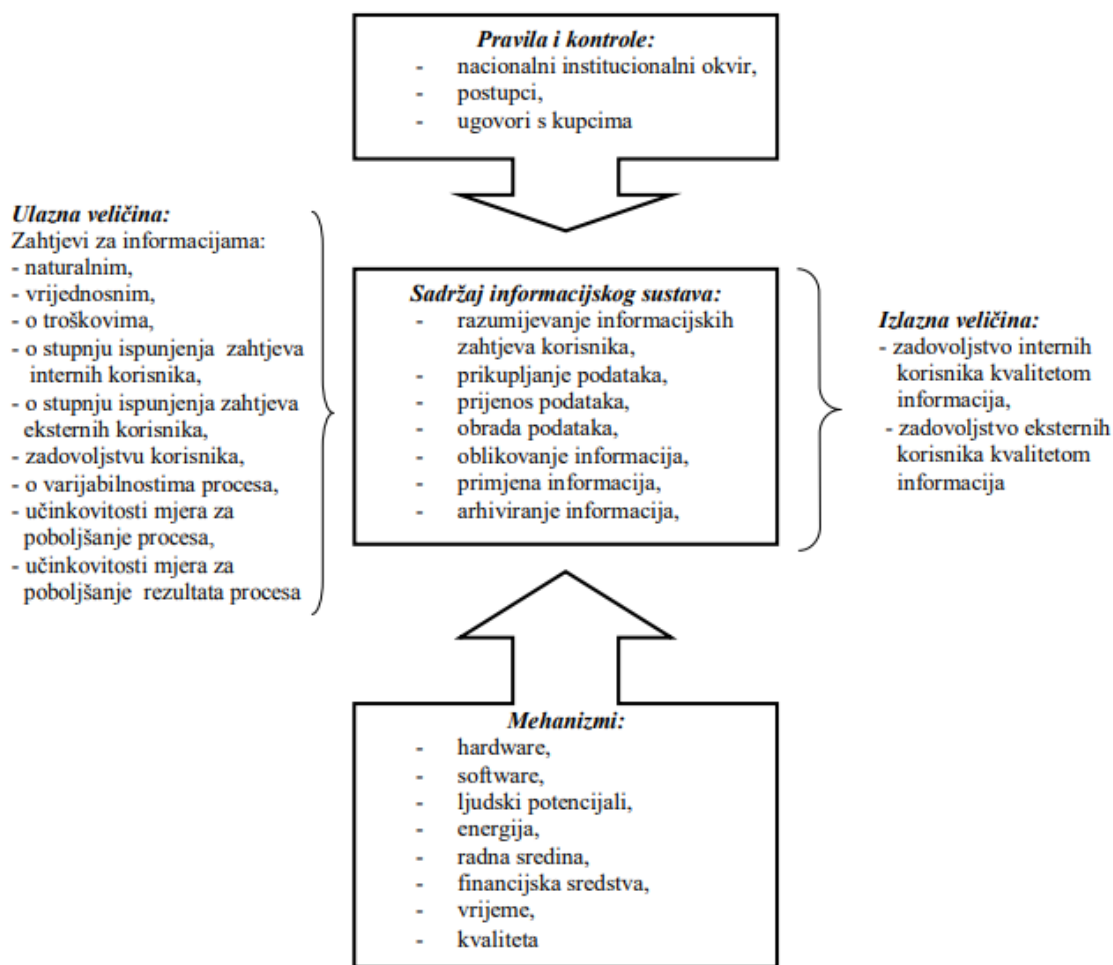 Pravila i kontrole:
- nacionalni institucionalni okvir,
- postupci,
- ugovori s kupcima
Ulazna veličina:
Zahtjevi za informacijama:
- naturalnim,
- vrijednosnim,
- o troškovima,
- o stupnju ispunjenja zahtjeva
internih korisnika,
- o stupnju ispunjenja zahtjeva
eksternih korisnika,
- zadovoljstvu korisnika,
- o varijabilnostima procesa,
- učinkovitosti mjera za
poboljšanje procesa,
- učinkovitosti mjera za
poboljšanje rezultata procesa
Sadržaj informacijskog sustava:
- razumijevanje informacijskih
zahtjeva korisnika,
- prikupljanje podataka,
- prijenos podataka,
- obrada podataka,
- oblikovanje informacija,
- primjena informacija,
- arhiviranje informacija,
Izlazna veličina:
- zadovoljstvo internih
korisnika kvalitetom
informacija,
- zadovoljstvo eksternih
korisnika kvalitetom
informacija
Mehanizmi:
- hardware,
- software,
- ljudski potencijali,
- energija,
- radna sredina,
- financijska sredstva,
- vrijeme,
- kvaliteta